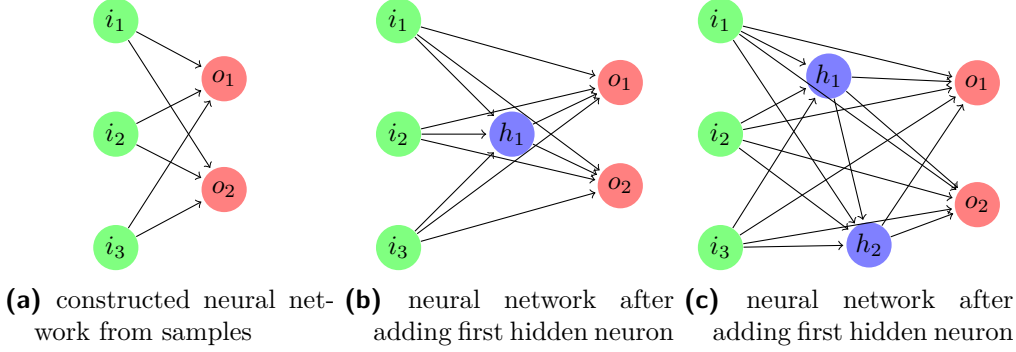 i1
i2
i3
o1
o2
i1
i2
i3
h1
o1
o2
i1
i2
i3
h1
h2
o1
o2
(a) constructed neural net-
work from samples
(b) neural network after
adding first hidden neuron
(c) neural network after
adding first hidden neuron